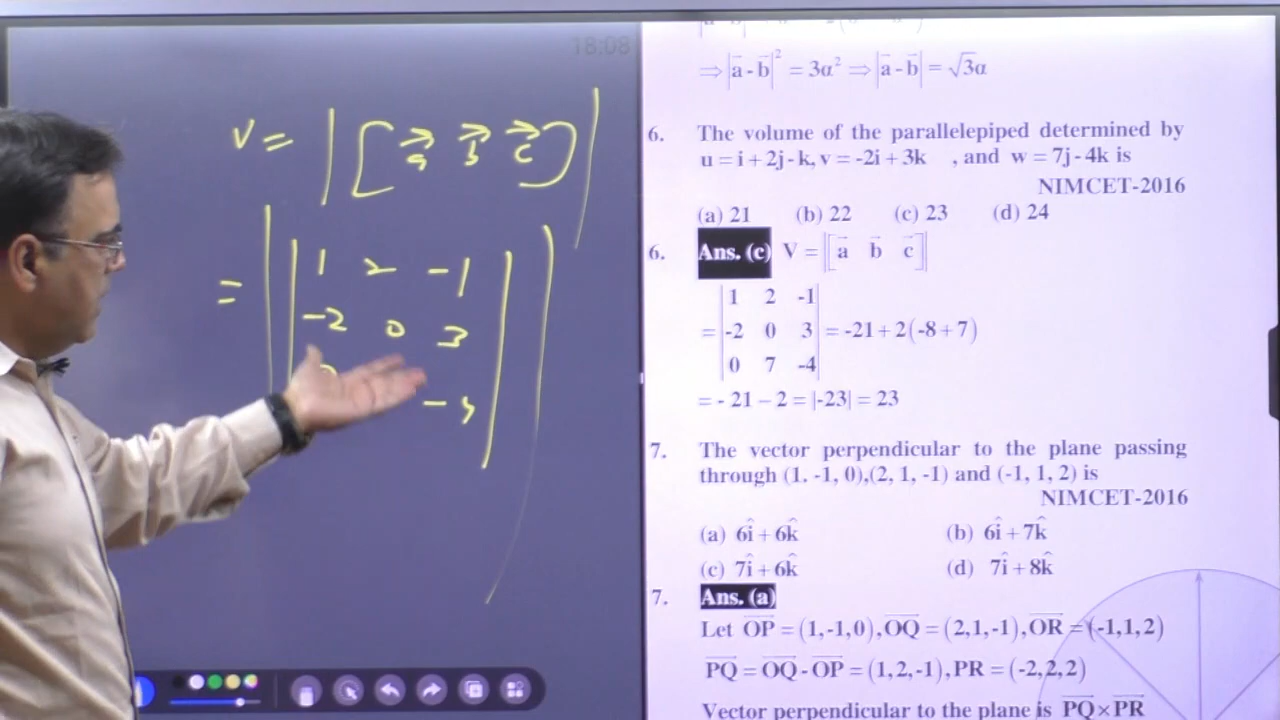 18:08
V = | [ a⃗ b⃗ c⃗ ] |
= | | 1 2 -1 |
-2 0 3
⇒ |a - b|² = 3α² ⇒ |a - b| = √3α
6. The volume of the parallelepiped determined by
u = i + 2j - k, v = -2i + 3k , and w = 7j - 4k is
NIMCET-2016
(a) 21 (b) 22 (c) 23 (d) 24
6. Ans. (c) V = |[a b c]|
|1 2 -1|
= |-2 0 3| = -21 + 2(-8 + 7)
|0 7 -4|
= - 21 – 2 = |-23| = 23
7. The vector perpendicular to the plane passing
through (1. -1, 0),(2, 1, -1) and (-1, 1, 2) is
NIMCET-2016
(a) 6î + 6k̂ (b) 6î + 7k̂
(c) 7î + 6k̂ (d) 7î + 8k̂
7. Ans. (a)
Let OP = (1,-1,0), OQ = (2,1,-1), OR = (-1,1,2)
PQ = OQ - OP = (1,2,-1), PR = (-2,2,2)
Vector perpendicular to the plane is PQ × PR